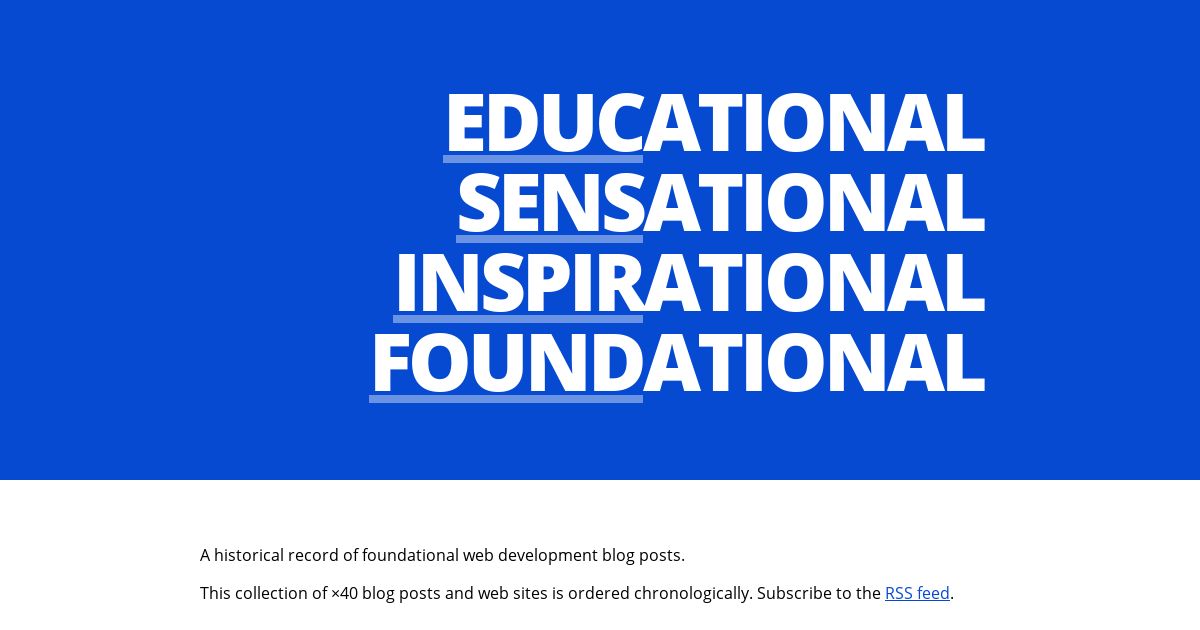 EDUCATIONAL
SENSATIONAL
INSPIRATIONAL
FOUNDATIONAL
A historical record of foundational web development blog posts.
This collection of ×40 blog posts and web sites is ordered chronologically. Subscribe to the RSS feed.